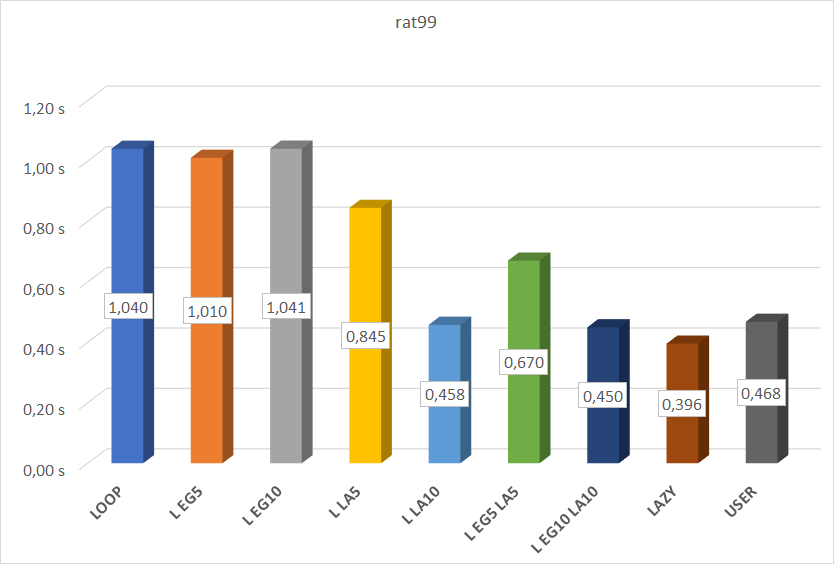 rat99
1,20 s
1,00 s
0,80 s
0,60 s
0,40 s
0,20 s
0,00 s
1,040
1,010
1,041
0,845
0,458
0,670
0,450
0,396
0,468
LOOP
L EG5
L EG10
L LA5
L LA10
L EG5 LA5
L EG10 LA10
LAZY
USER